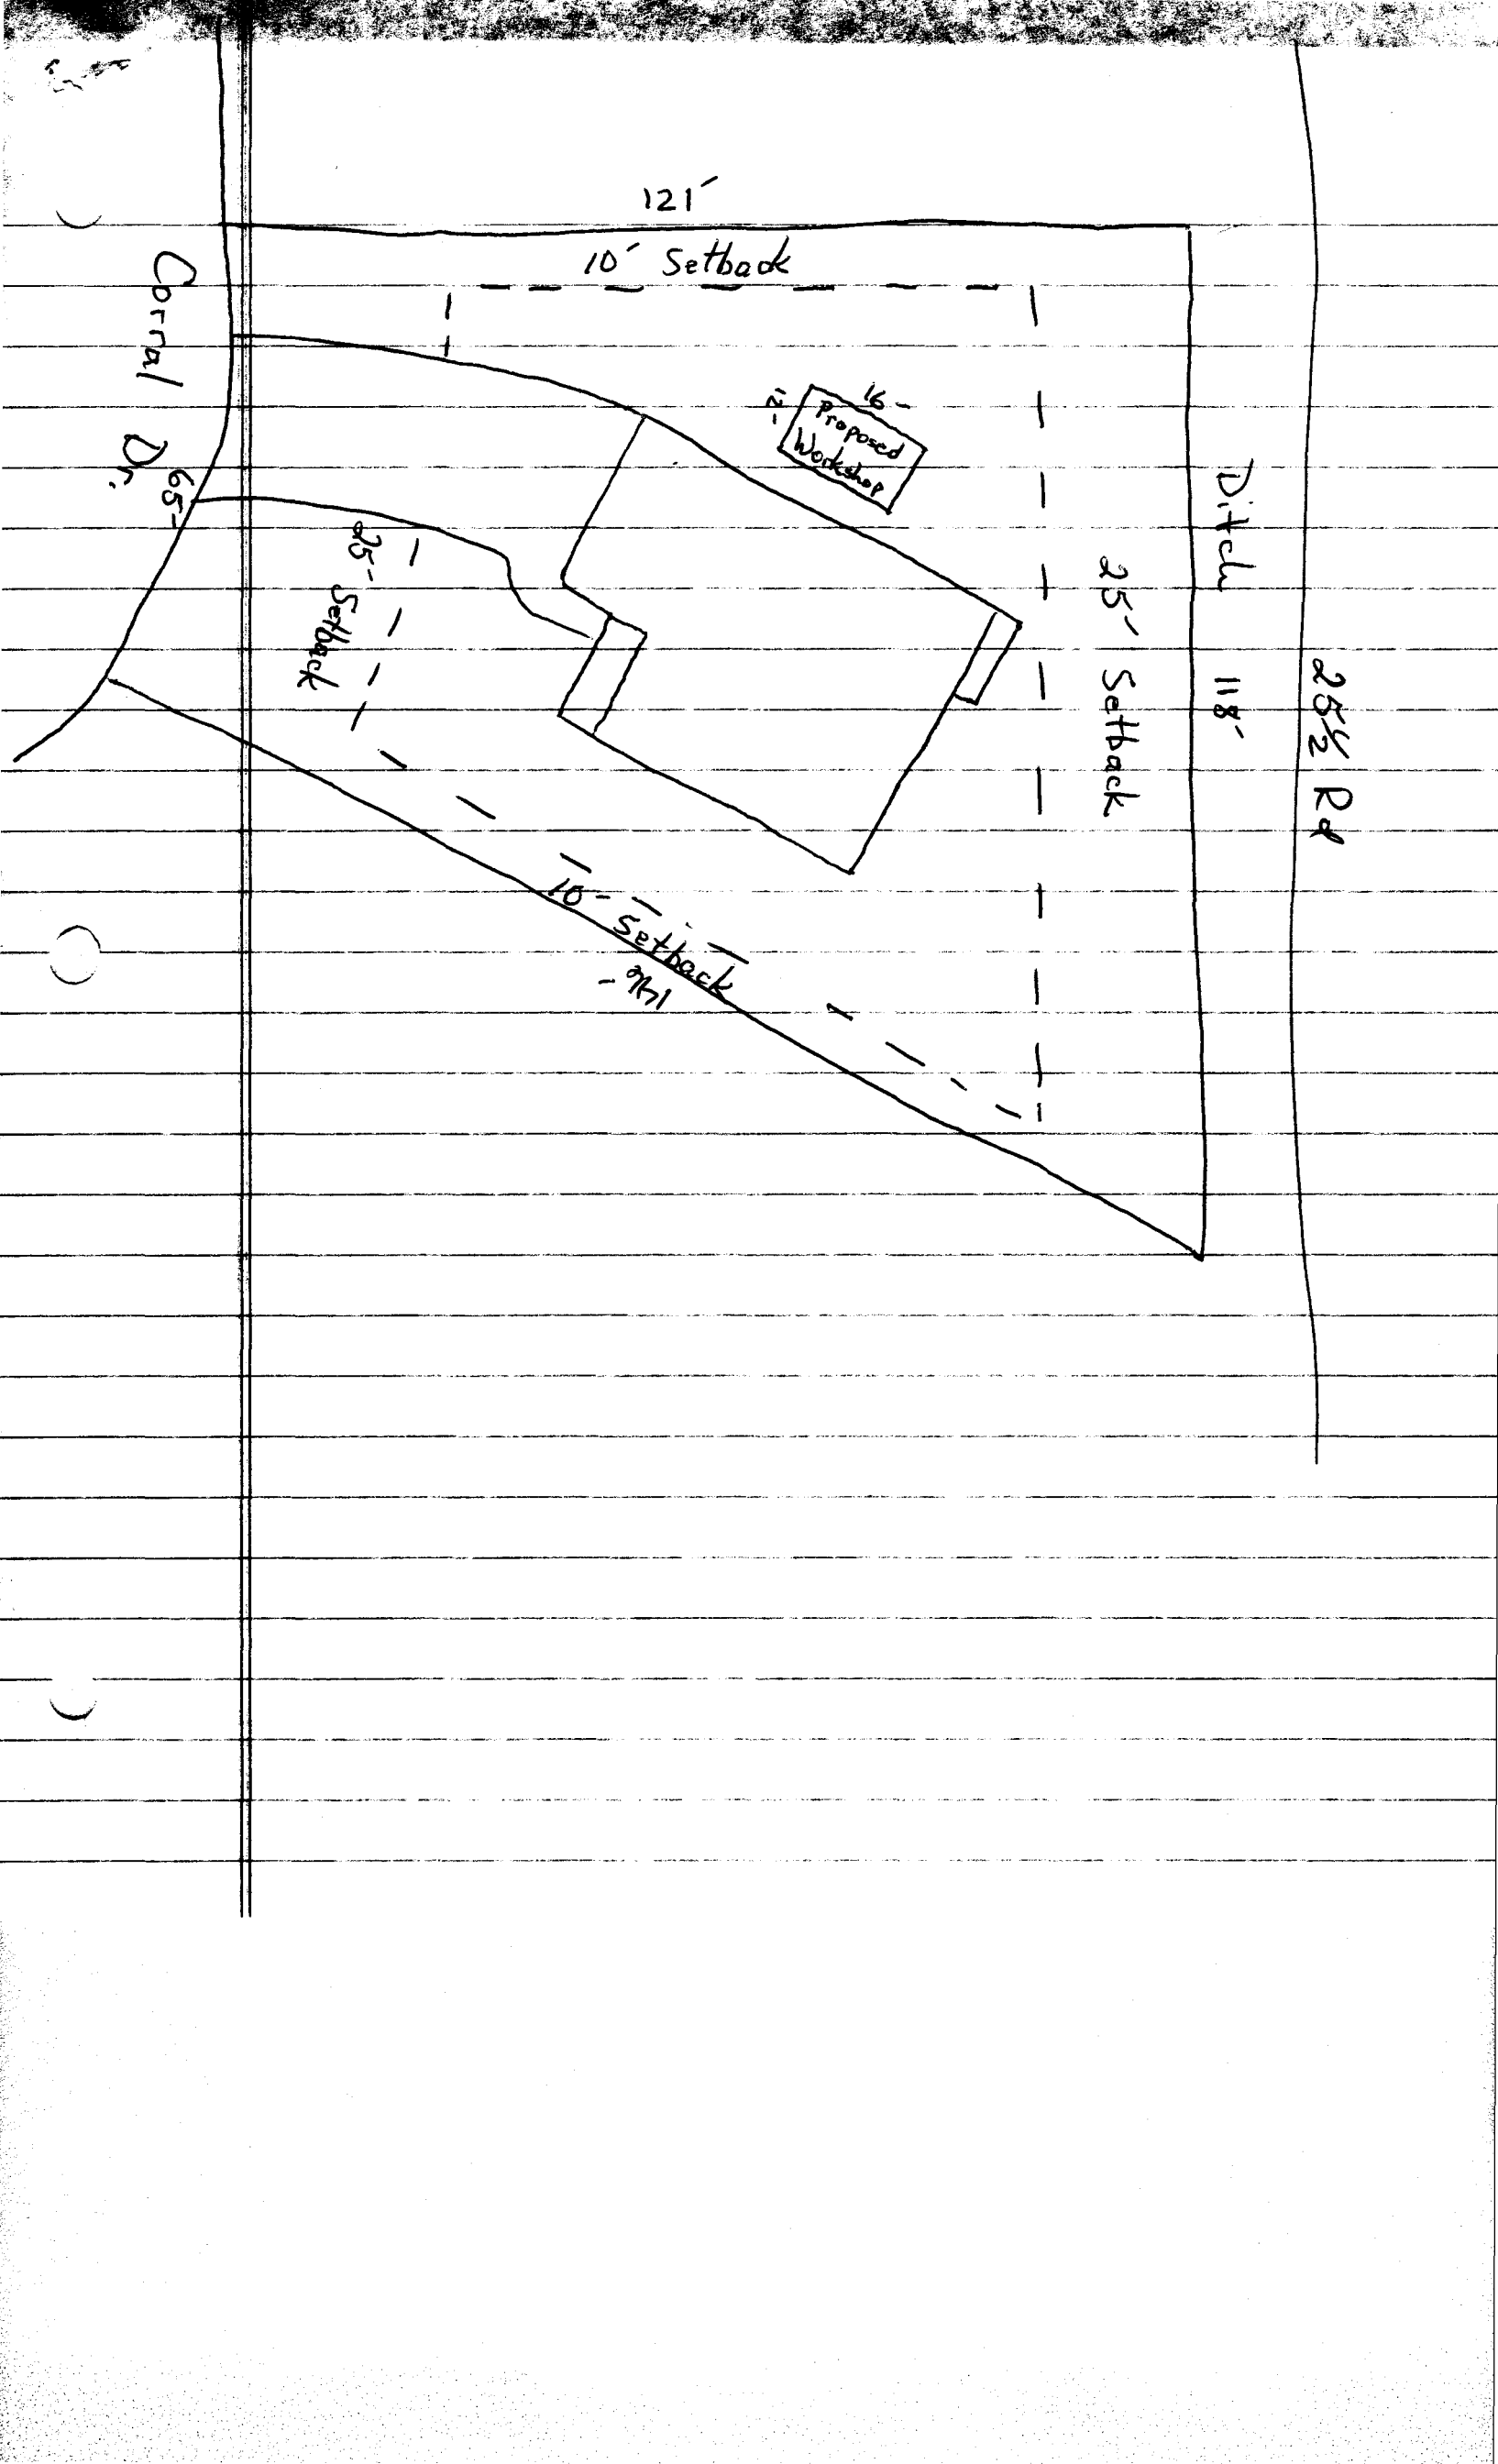 121'
10' Setback
16'
12'
Proposed
Workshop
Corral Dr.
65'
25' Setback
Ditch 118'
25' Setback
25½ Rd
10' Setback